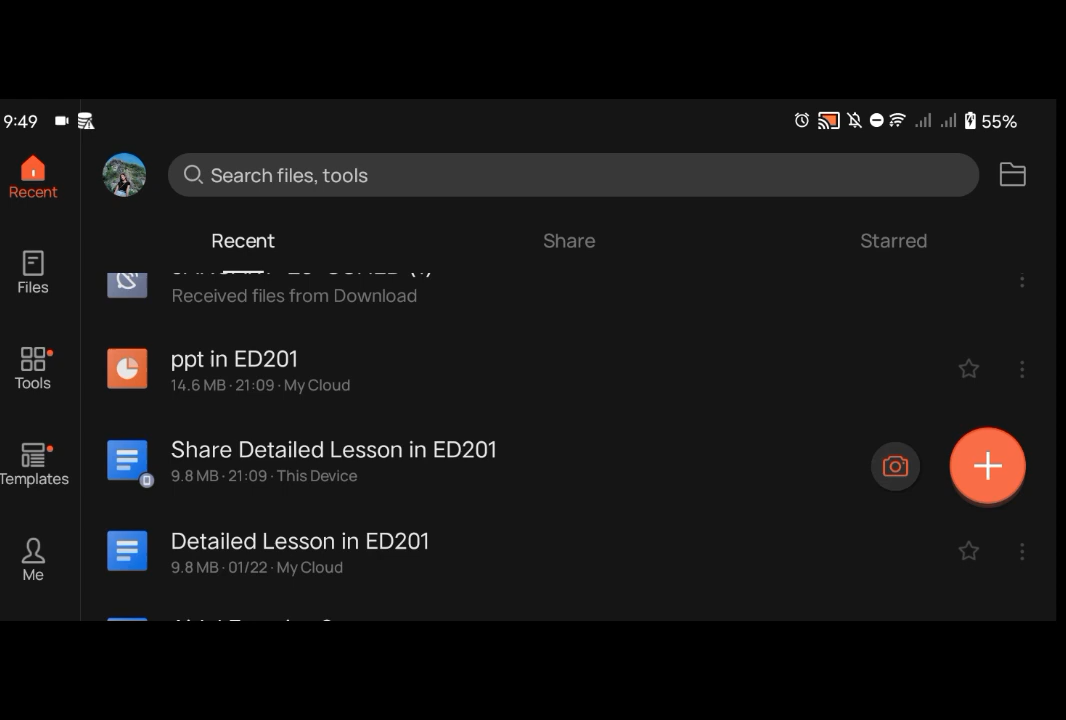 9:49
55%
Recent
Search files, tools
Recent
Share
Starred
Received files from Download
Files
ppt in ED201
14.6 MB · 21:09 · My Cloud
Tools
Share Detailed Lesson in ED201
9.8 MB · 21:09 · This Device
Templates
Detailed Lesson in ED201
9.8 MB · 01/22 · My Cloud
Me